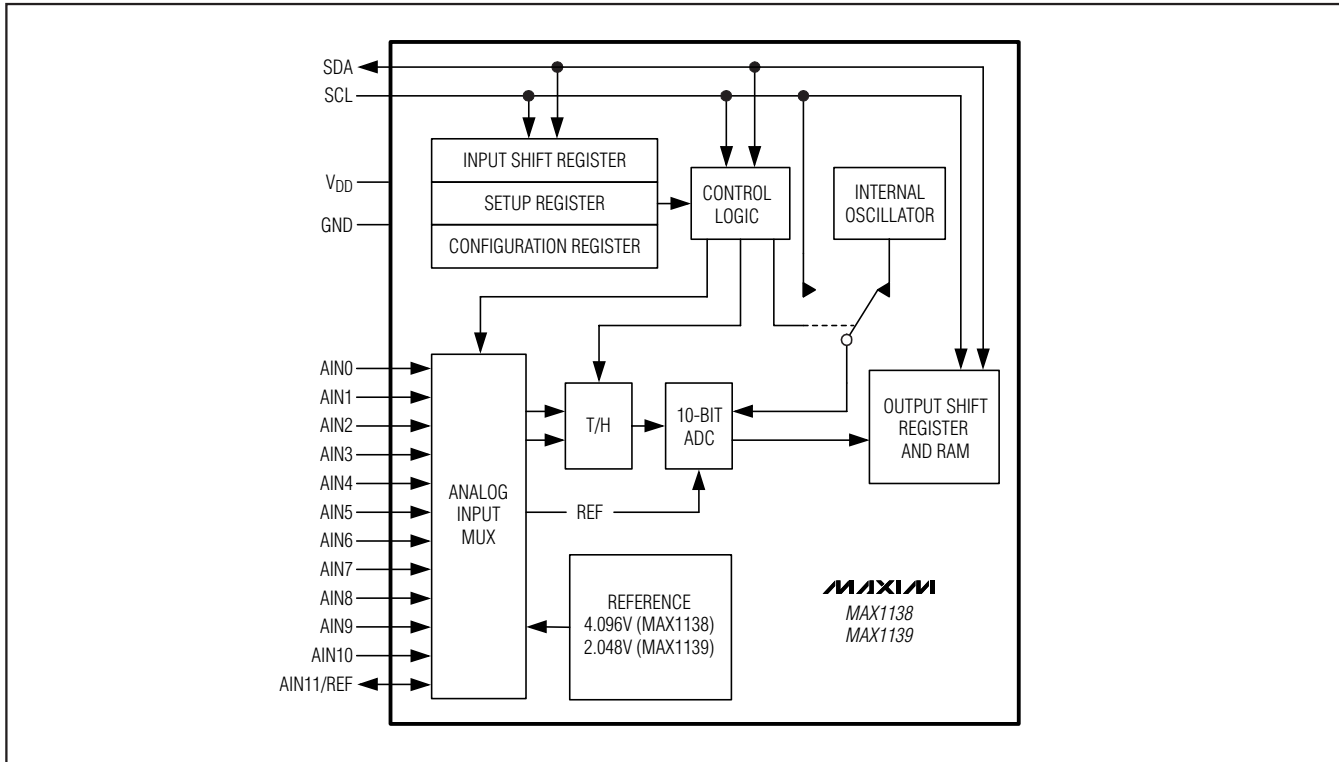 SDA
SCL
V_DD
GND
INPUT SHIFT REGISTER
SETUP REGISTER
CONFIGURATION REGISTER
CONTROL
LOGIC
INTERNAL
OSCILLATOR
AIN0
AIN1
AIN2
AIN3
AIN4
AIN5
AIN6
AIN7
AIN8
AIN9
AIN10
AIN11/REF
ANALOG
INPUT
MUX
T/H
10-BIT
ADC
OUTPUT SHIFT
REGISTER
AND RAM
REF
REFERENCE
4.096V (MAX1138)
2.048V (MAX1139)
MAXIM
MAX1138
MAX1139